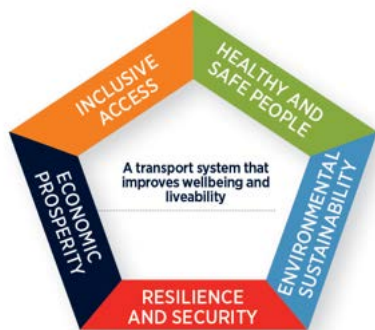 INCLUSIVE
ACCESS
HEALTHY AND
SAFE PEOPLE
A transport system that
improves wellbeing and
liveability
ECONOMIC
PROSPERITY
ENVIRONMENTAL
SUSTAINABILITY
RESILIENCE
AND SECURITY